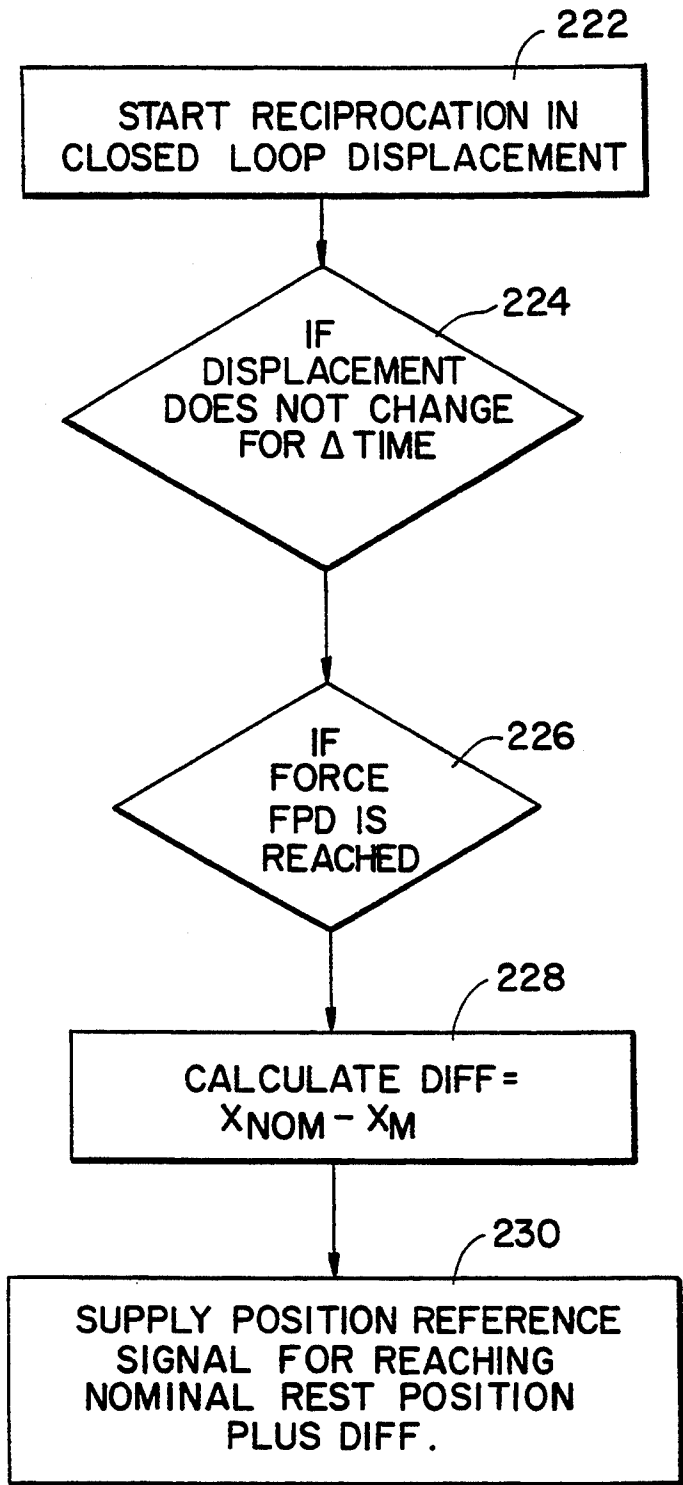 222
START RECIPROCATION IN
CLOSED LOOP DISPLACEMENT
224
IF
DISPLACEMENT
DOES NOT CHANGE
FOR Δ TIME
226
IF
FORCE
FPD IS
REACHED
228
CALCULATE DIFF =
XNOM - XM
230
SUPPLY POSITION REFERENCE
SIGNAL FOR REACHING
NOMINAL REST POSITION
PLUS DIFF.